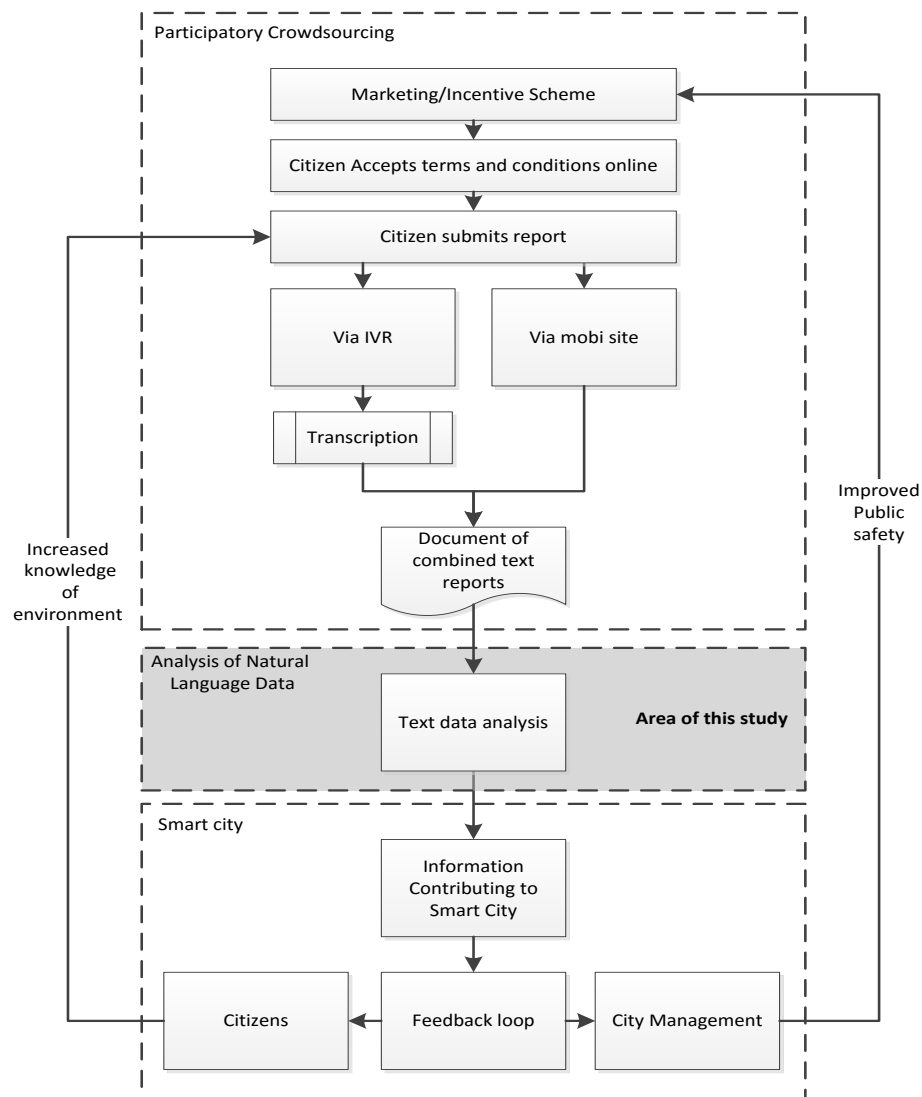 Participatory Crowdsourcing
Marketing/Incentive Scheme
Citizen Accepts terms and conditions online
Citizen submits report
Via IVR
Via mobi site
Transcription
Document of
combined text
reports
Increased
knowledge
of
environment
Improved
Public
safety
Analysis of Natural
Language Data
Text data analysis
Area of this study
Smart city
Information
Contributing to
Smart City
Citizens
Feedback loop
City Management